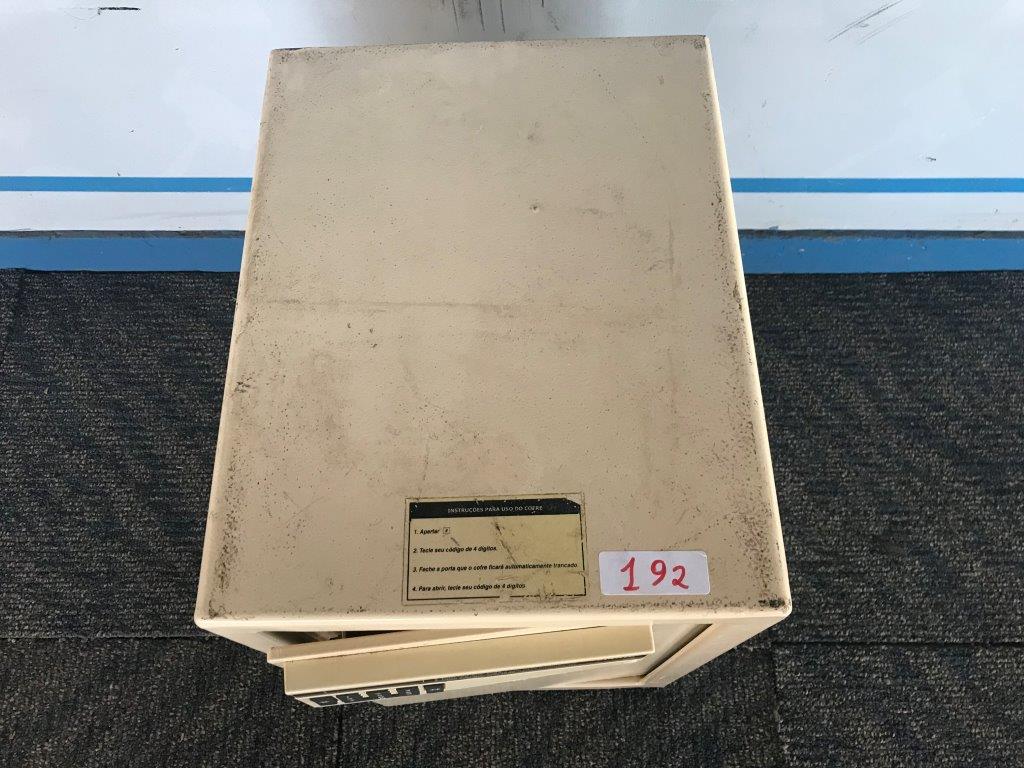 INSTRUÇÕES PARA USO DO COFRE
1. Apertar F
2. Tecle seu código de 4 dígitos.
3. Feche a porta que o cofre ficará automaticamente trancado.
4. Para abrir, tecle seu código de 4 dígitos.
192